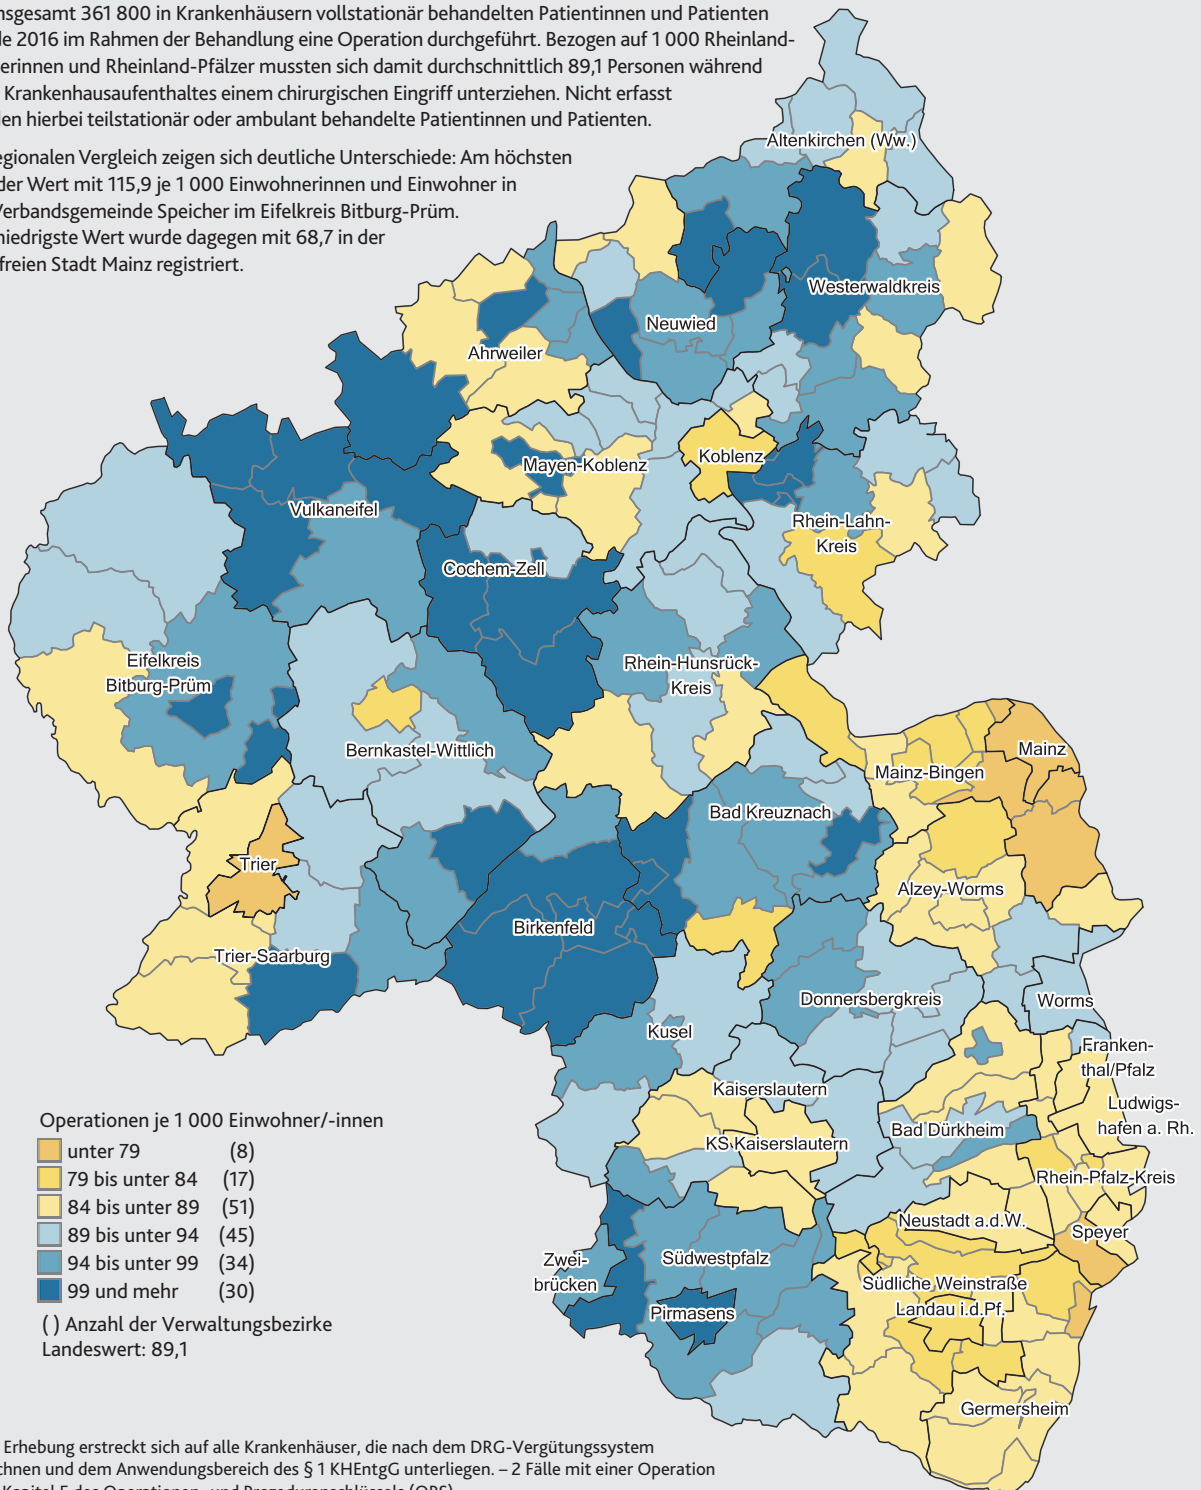 nsgesamt 361 800 in Krankenhäusern vollstationär behandelten Patientinnen und Patienten
de 2016 im Rahmen der Behandlung eine Operation durchgeführt. Bezogen auf 1 000 Rheinland-
erinnen und Rheinland-Pfälzer mussten sich damit durchschnittlich 89,1 Personen während
Krankenhausaufenthaltes einem chirurgischen Eingriff unterziehen. Nicht erfasst
den hierbei teilstationär oder ambulant behandelte Patientinnen und Patienten.
egionalen Vergleich zeigen sich deutliche Unterschiede: Am höchsten
der Wert mit 115,9 je 1 000 Einwohnerinnen und Einwohner in
Verbandsgemeinde Speicher im Eifelkreis Bitburg-Prüm.
niedrigste Wert wurde dagegen mit 68,7 in der
freien Stadt Mainz registriert.
Altenkirchen (Ww.)
Westerwaldkreis
Neuwied
Ahrweiler
Koblenz
Mayen-Koblenz
Vulkaneifel
Rhein-Lahn-
Kreis
Cochem-Zell
Eifelkreis
Bitburg-Prüm
Rhein-Hunsrück-
Kreis
Bernkastel-Wittlich
Mainz
Mainz-Bingen
Bad Kreuznach
Trier
Alzey-Worms
Birkenfeld
Trier-Saarburg
Donnersbergkreis
Worms
Kusel
Franken-
thal/Pfalz
Kaiserslautern
Ludwigs-
hafen a. Rh.
Bad Dürkheim
KS Kaiserslautern
Rhein-Pfalz-Kreis
Neustadt a.d.W.
Speyer
Zwei-
brücken
Südwestpfalz
Südliche Weinstraße
Landau i.d.Pf.
Pirmasens
Germersheim
Operationen je 1 000 Einwohner/-innen
unter 79 (8)
79 bis unter 84 (17)
84 bis unter 89 (51)
89 bis unter 94 (45)
94 bis unter 99 (34)
99 und mehr (30)
( ) Anzahl der Verwaltungsbezirke
Landeswert: 89,1
Erhebung erstreckt sich auf alle Krankenhäuser, die nach dem DRG-Vergütungssystem
chnen und dem Anwendungsbereich des § 1 KHEntgG unterliegen. – 2 Fälle mit einer Operation
Kapitel 5 des Operationen- und Prozedurenschlüssels (OPS).